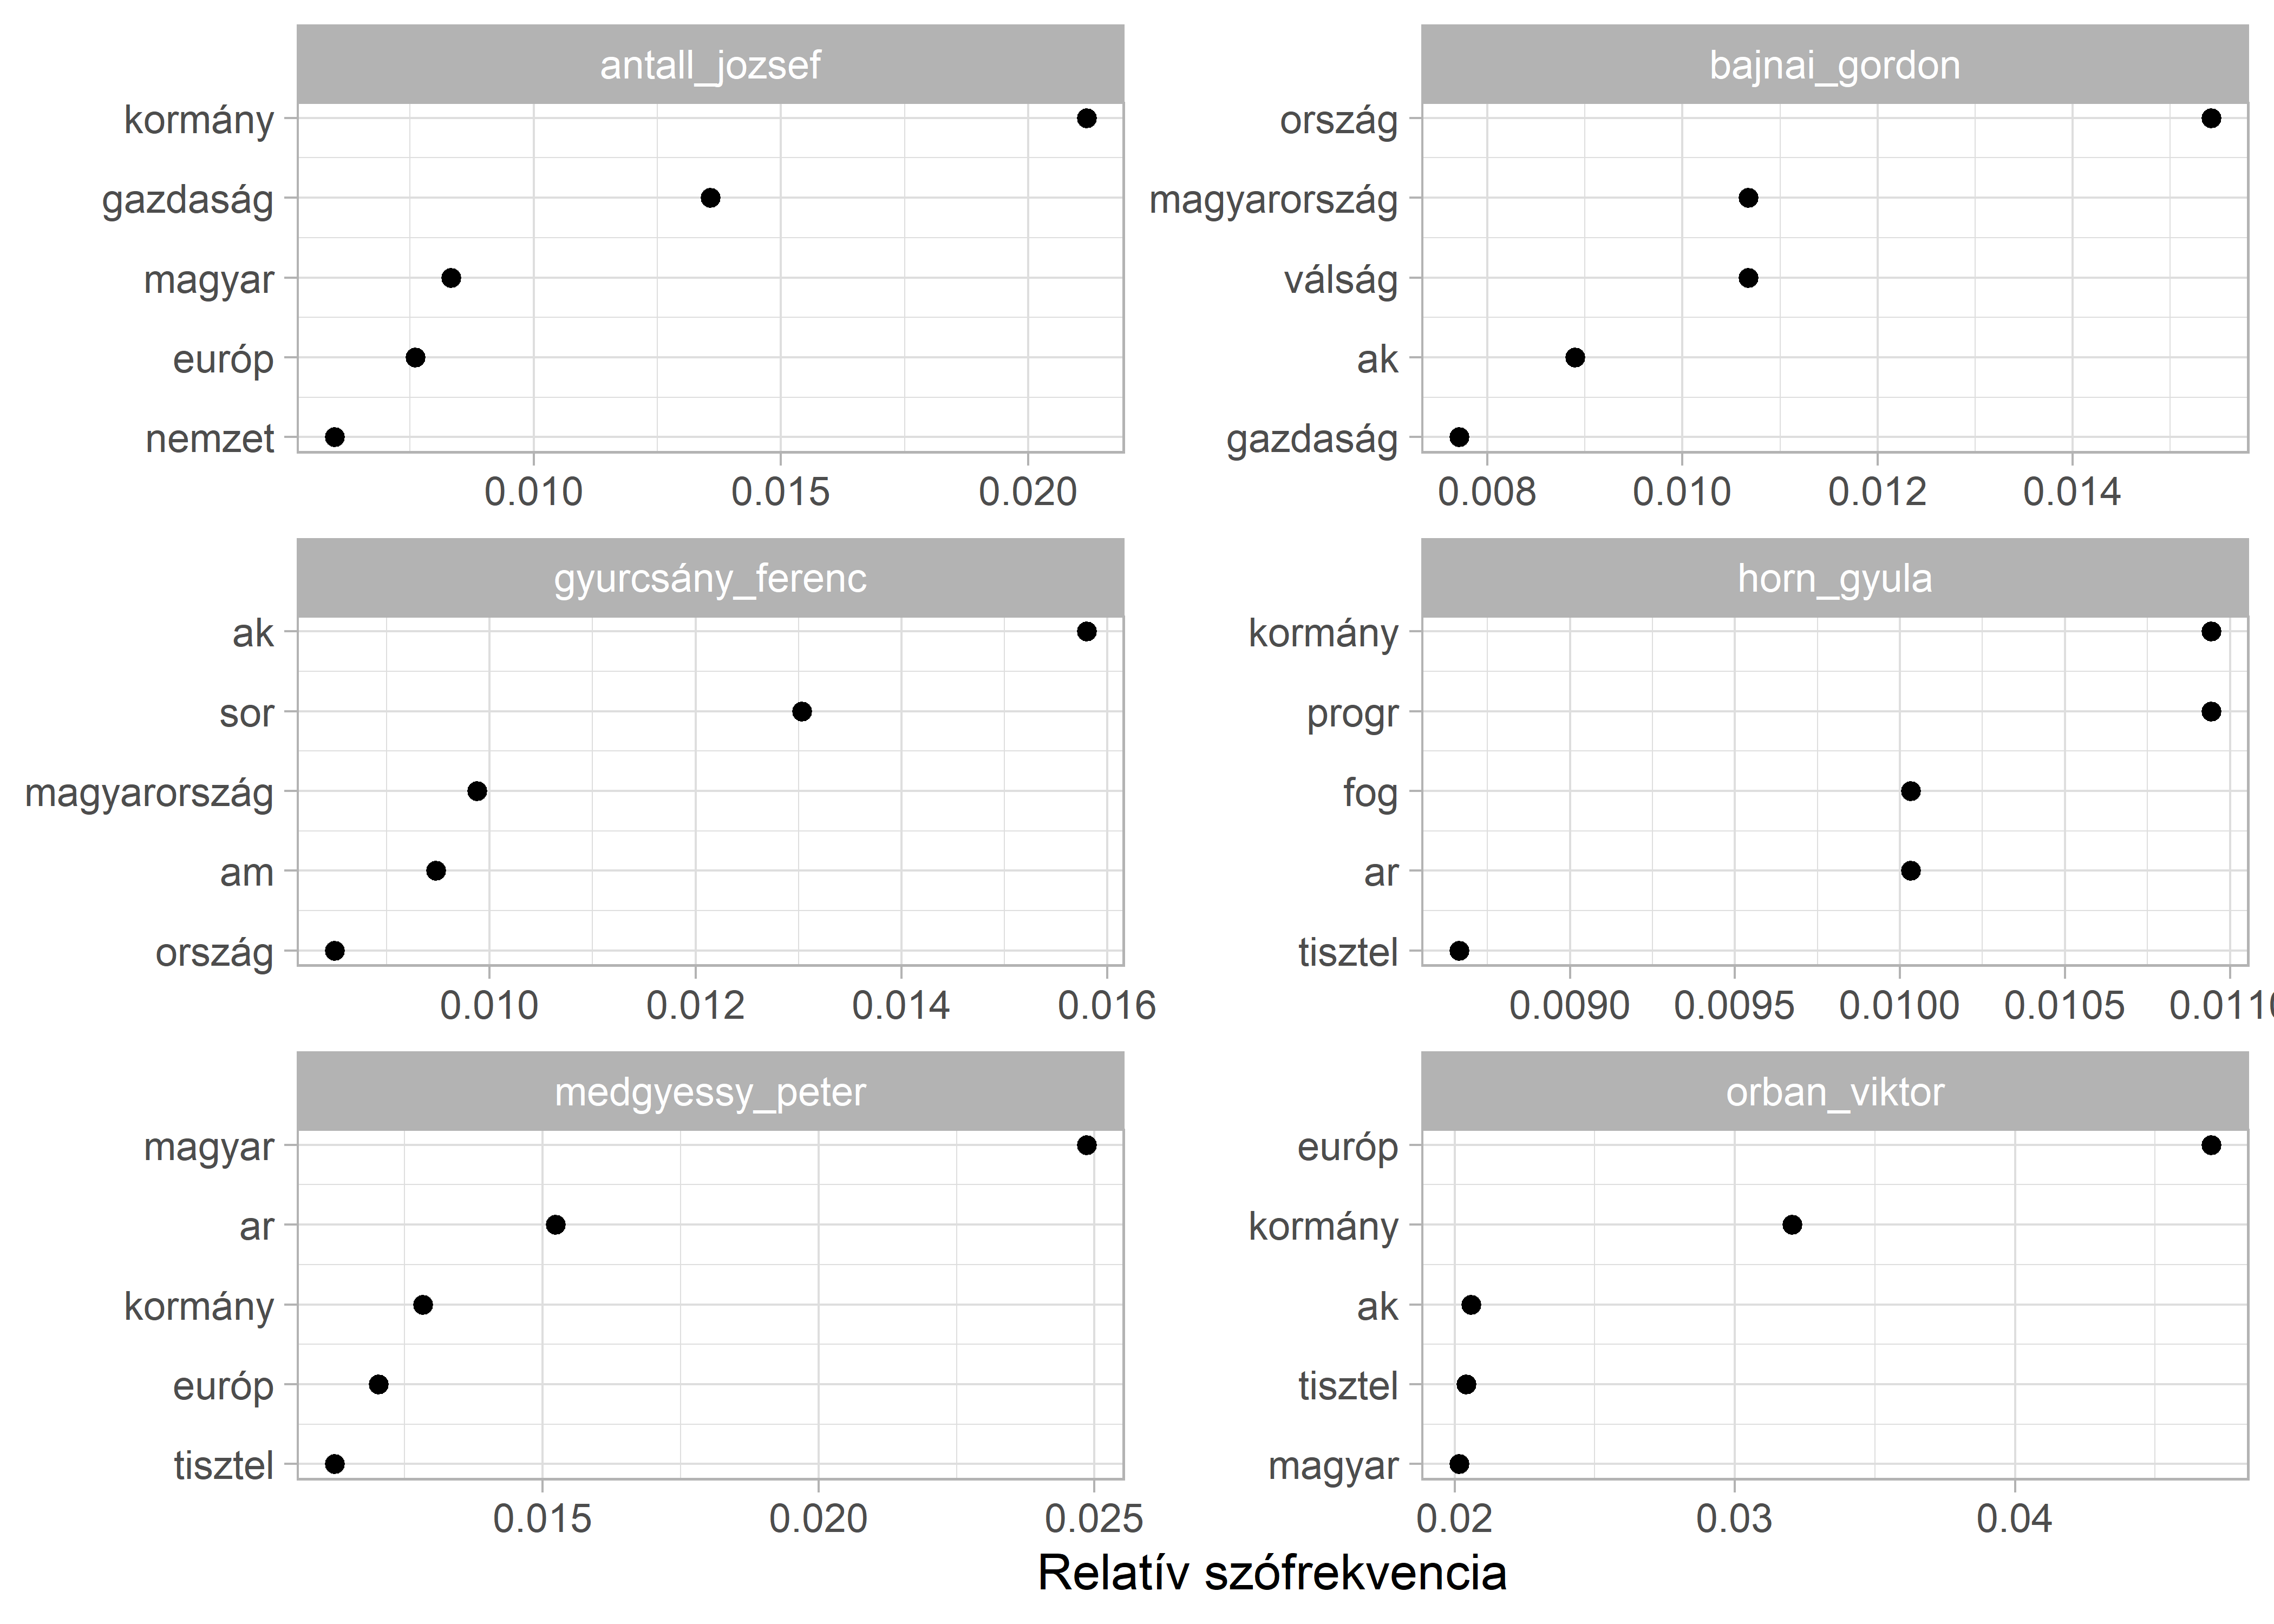 antall_jozsef
kormány
gazdaság
magyar
európ
nemzet
0.010 0.015 0.020
bajnai_gordon
ország
magyarország
válság
ak
gazdaság
0.008 0.010 0.012 0.014
gyurcsány_ferenc
ak
sor
magyarország
am
ország
0.010 0.012 0.014 0.016
horn_gyula
kormány
progr
fog
ar
tisztel
0.0090 0.0095 0.0100 0.0105 0.0110
medgyessy_peter
magyar
ar
kormány
európ
tisztel
0.015 0.020 0.025
orban_viktor
európ
kormány
ak
tisztel
magyar
0.02 0.03 0.04
Relatív szófrekvencia